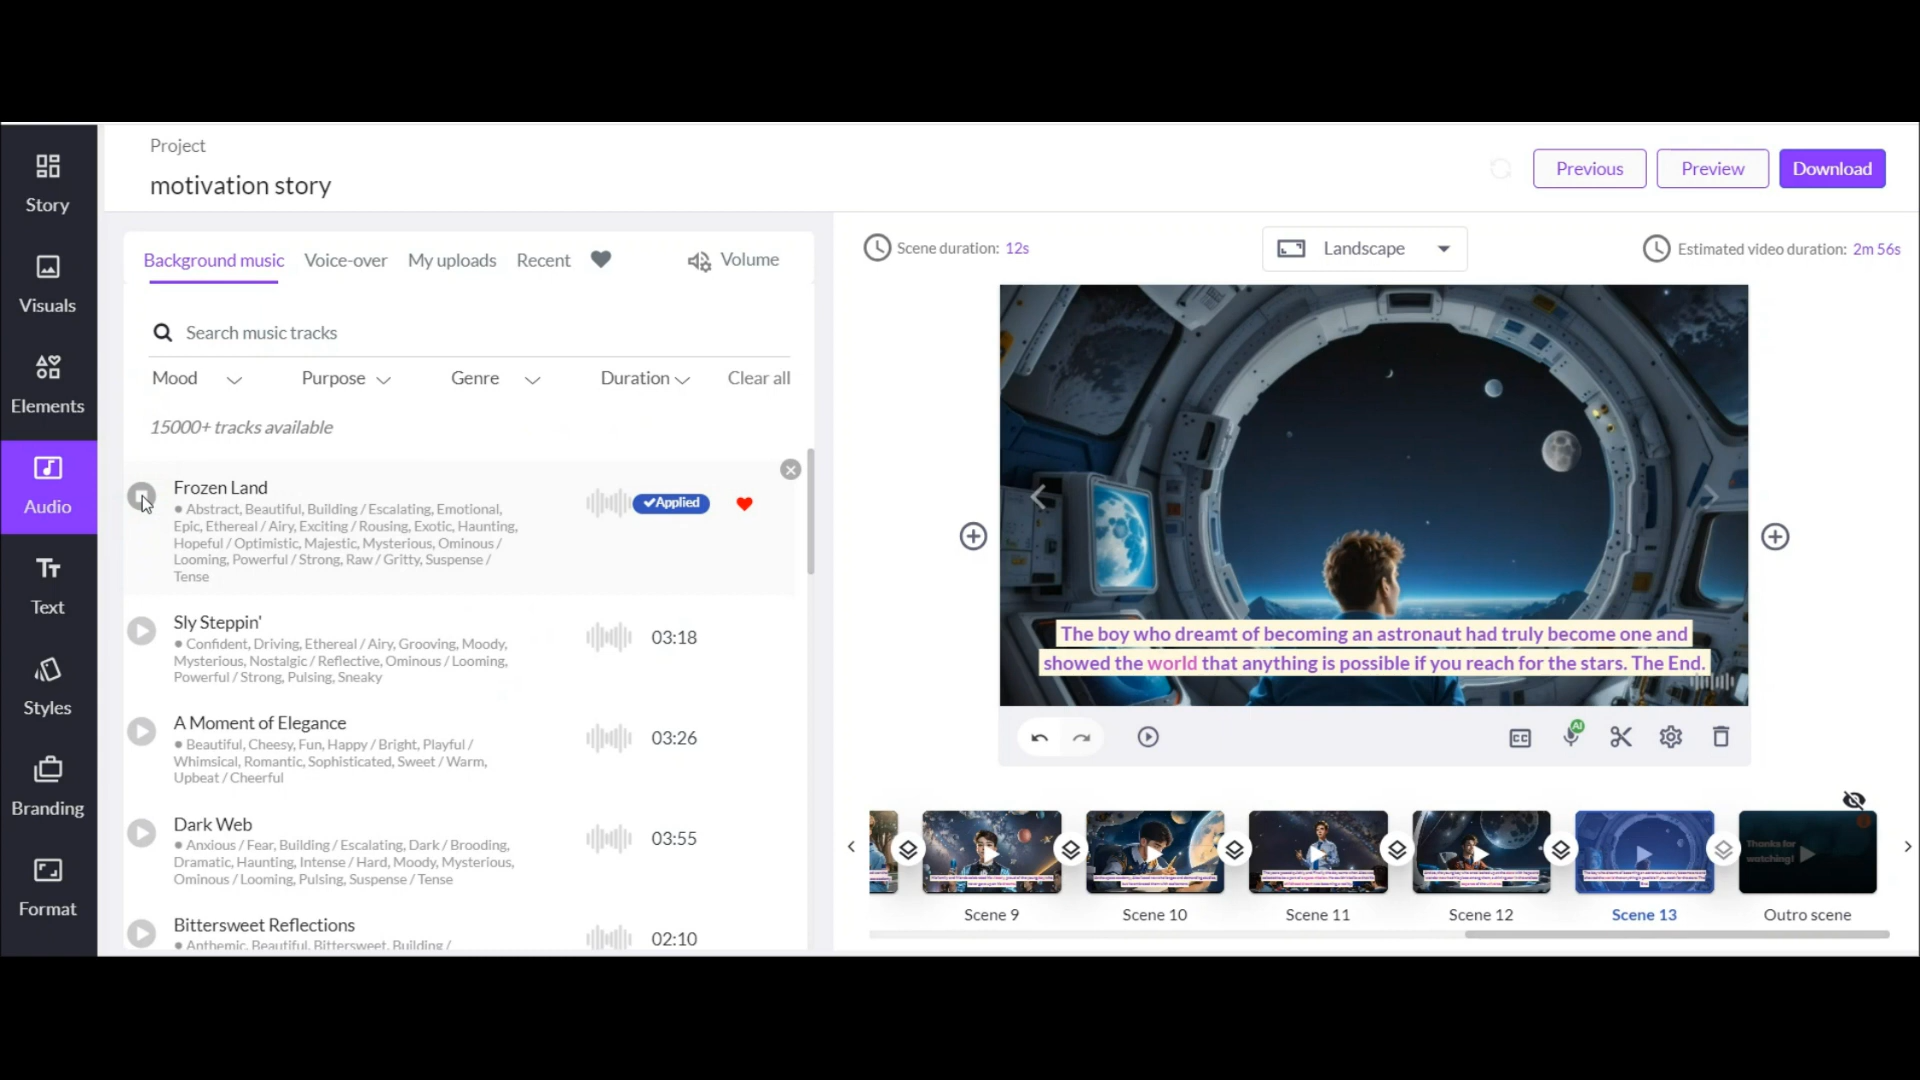 Project
motivation story
Previous
Preview
Download
Story
Visuals
Elements
Audio
Text
Styles
Branding
Format
Background music
Voice-over
My uploads
Recent
Volume
Search music tracks
Mood
Purpose
Genre
Duration
Clear all
15000+ tracks available
Frozen Land
Abstract, Beautiful, Building / Escalating, Emotional,
Epic, Ethereal / Airy, Exciting / Rousing, Exotic, Haunting,
Hopeful / Optimistic, Majestic, Mysterious, Ominous /
Looming, Powerful / Strong, Raw / Gritty, Suspense /
Tense
Applied
Sly Steppin'
Confident, Driving, Ethereal / Airy, Grooving, Moody,
Mysterious, Nostalgic / Reflective, Ominous / Looming,
Powerful / Strong, Pulsing, Sneaky
03:18
A Moment of Elegance
Beautiful, Cheesy, Fun, Happy / Bright, Playful /
Whimsical, Romantic, Sophisticated, Sweet / Warm,
Upbeat / Cheerful
03:26
Dark Web
Anxious / Fear, Building / Escalating, Dark / Brooding,
Dramatic, Haunting, Intense / Hard, Moody, Mysterious,
Ominous / Looming, Pulsing, Suspense / Tense
03:55
Bittersweet Reflections
Anthemic, Beautiful, Bittersweet, Building /
02:10
Scene duration: 12s
Landscape
Estimated video duration: 2m 56s
The boy who dreamt of becoming an astronaut had truly become one and
showed the world that anything is possible if you reach for the stars. The End.
CC
AI
Thanks for
watching!
Scene 9
Scene 10
Scene 11
Scene 12
Scene 13
Outro scene